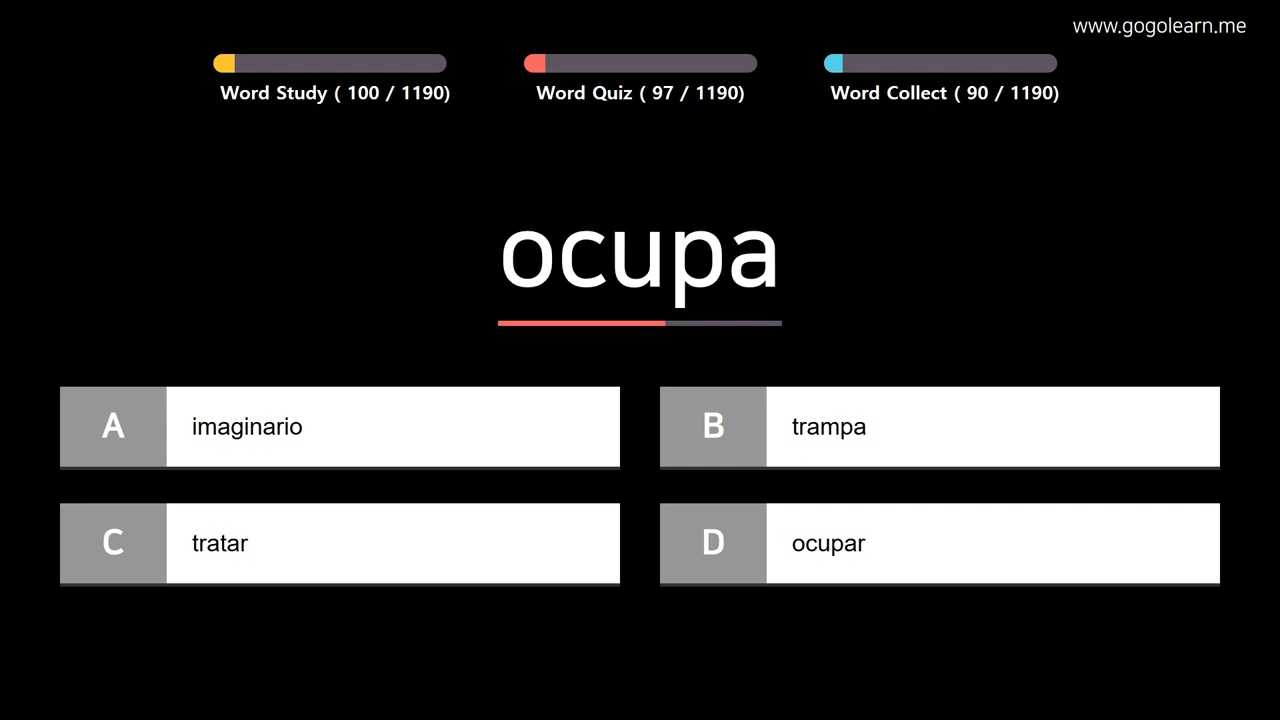 www.gogolearn.me
Word Study ( 100 / 1190)
Word Quiz ( 97 / 1190)
Word Collect ( 90 / 1190)
ocupa
A imaginario
B trampa
C tratar
D ocupar